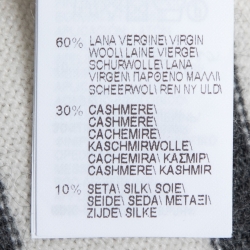 60% LANA VERGINE\ VIRGIN
WOOL\ LAINE VIERGE\
SCHURWOLLE\ LANA
VIRGEN\ ΠΑΡΘΕΝΟ ΜΑΛΛΙ\
SCHEERWOL\ REN NY ULD\
30% CASHMERE\
CASHMERE\
CACHEMIRE\
KASCHMIRWOLLE\
CACHEMIRA\ ΚΑΣΜΙΡ\
CASHMERE\ KASHMIR
10% SETA\ SILK\ SOIE\
SEIDE\ SEDA\ ΜΕΤΑΞΙ\
ZIJDE\ SILKE